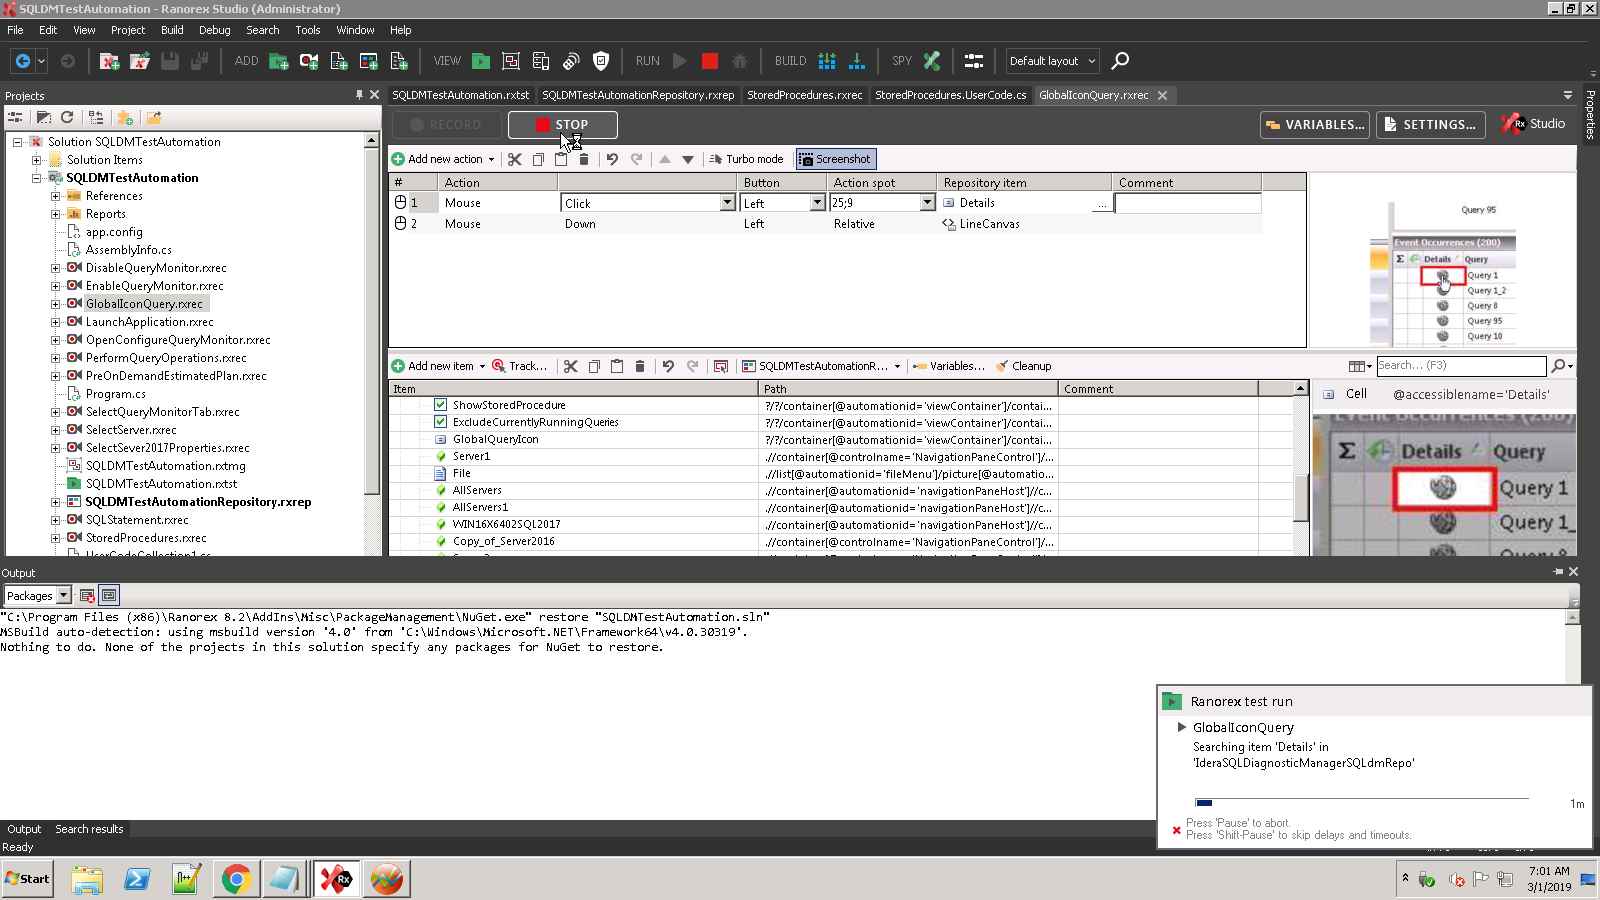 SQLDMTestAutomation - Ranorex Studio (Administrator)
File Edit View Project Build Debug Search Tools Window Help
ADD VIEW RUN BUILD SPY Default layout
Projects
SQLDMTestAutomation.rxtst SQLDMTestAutomationRepository.rxrep StoredProcedures.rxrec StoredProcedures.UserCode.cs GlobalIconQuery.rxrec
Properties
RECORD STOP VARIABLES... SETTINGS... Rx Studio
Solution SQLDMTestAutomation
Solution Items
SQLDMTestAutomation
References
Reports
app.config
AssemblyInfo.cs
DisableQueryMonitor.rxrec
EnableQueryMonitor.rxrec
GlobalIconQuery.rxrec
LaunchApplication.rxrec
OpenConfigureQueryMonitor.rxrec
PerformQueryOperations.rxrec
PreOnDemandEstimatedPlan.rxrec
Program.cs
SelectQueryMonitorTab.rxrec
SelectServer.rxrec
SelectSever2017Properties.rxrec
SQLDMTestAutomation.rxtmg
SQLDMTestAutomation.rxtst
SQLDMTestAutomationRepository.rxrep
SQLStatement.rxrec
StoredProcedures.rxrec
UserCodeCollection1.cs
Add new action Turbo mode Screenshot
# Action Button Action spot Repository item Comment
1 Mouse Click Left 25;9 Details ...
2 Mouse Down Left Relative LineCanvas
Query 95
Event Occurrences (200)
Σ Details Query
Query 1
Query 1_2
Query 8
Query 95
Query 10
Add new item Track... SQLDMTestAutomationR... Variables... Cleanup Search... (F3)
Item Path Comment
ShowStoredProcedure ?/?/container[@automationid='viewContainer']/contai...
ExcludeCurrentlyRunningQueries ?/?/container[@automationid='viewContainer']/contai...
GlobalQueryIcon ?/?/container[@automationid='viewContainer']/contai...
Server1 .//container[@controlname='NavigationPaneControl']/...
File .//list[@automationid='fileMenu']/picture[@automatio...
AllServers .//container[@automationid='navigationPaneHost']//c...
AllServers1 .//container[@automationid='navigationPaneHost']//c...
WIN16X6402SQL2017 .//container[@automationid='navigationPaneHost']//c...
Copy_of_Server2016 .//container[@controlname='NavigationPaneControl']/...
Cell @accessiblename='Details'
Event Occurrences (200)
Σ Details Query
Query 1
Query 1_
Output
Packages
"C:\Program Files (x86)\Ranorex 8.2\AddIns\Misc\PackageManagement\NuGet.exe" restore "SQLDMTestAutomation.sln"
MSBuild auto-detection: using msbuild version '4.0' from 'C:\Windows\Microsoft.NET\Framework64\v4.0.30319'.
Nothing to do. None of the projects in this solution specify any packages for NuGet to restore.
Ranorex test run
GlobalIconQuery
Searching item 'Details' in
'IderaSQLDiagnosticManagerSQLdmRepo'
1m
Press 'Pause' to abort.
Press 'Shift-Pause' to skip delays and timeouts.
Output Search results
Ready
Start
7:01 AM
3/1/2019